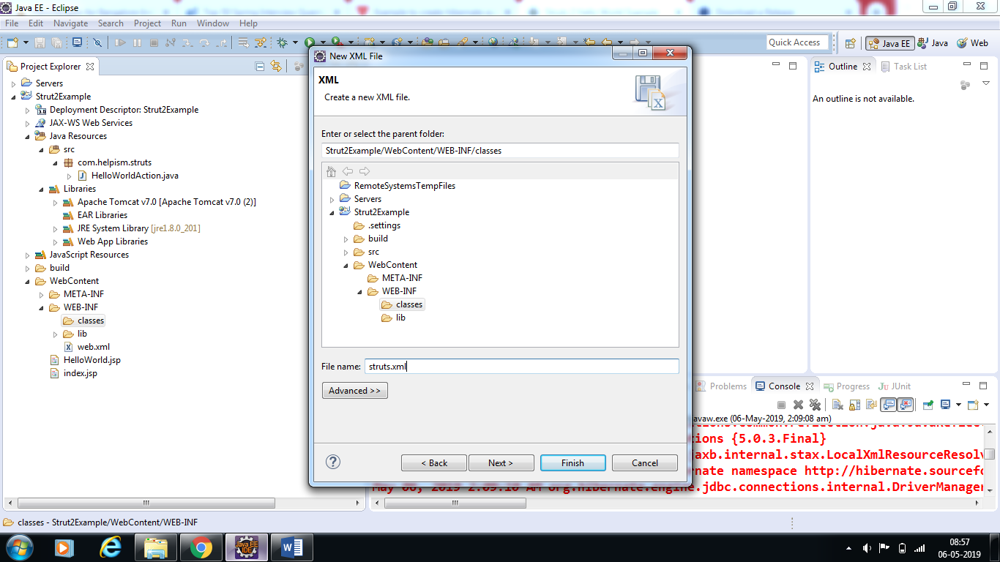 Java EE - Eclipse
File Edit Navigate Search Project Run Window Help
Quick Access
Java EE
Java
Web
Project Explorer
Servers
Strut2Example
Deployment Descriptor: Strut2Example
JAX-WS Web Services
Java Resources
src
com.helpism.struts
HelloWorldAction.java
Libraries
Apache Tomcat v7.0 [Apache Tomcat v7.0 (2)]
EAR Libraries
JRE System Library [jre1.8.0_201]
Web App Libraries
JavaScript Resources
build
WebContent
META-INF
WEB-INF
classes
lib
web.xml
HelloWorld.jsp
index.jsp
New XML File
XML
Create a new XML file.
Enter or select the parent folder:
Strut2Example/WebContent/WEB-INF/classes
RemoteSystemsTempFiles
Servers
Strut2Example
.settings
build
src
WebContent
META-INF
WEB-INF
classes
lib
File name: struts.xml
Advanced >>
< Back Next > Finish Cancel
Outline Task List
An outline is not available.
Problems Console Progress JUnit
avaw.exe (06-May-2019, 2:09:08 am)
tions {5.0.3.Final}
jaxb.internal.stax.LocalXmlResourceResolv
rnate namespace http://hibernate.sourcefo
May 06, 2019 2:09:10 AM org.hibernate.engine.jdbc.connections.internal.DriverManager
classes - Strut2Example/WebContent/WEB-INF
Java EE
IDE
08:57
06-05-2019